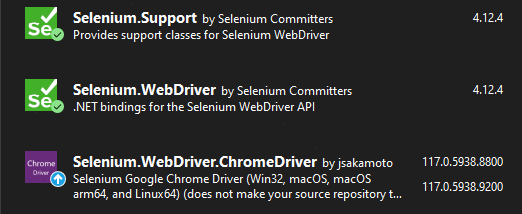 Selenium.Support by Selenium Committers 4.12.4
Provides support classes for Selenium WebDriver
Selenium.WebDriver by Selenium Committers 4.12.4
.NET bindings for the Selenium WebDriver API
Selenium.WebDriver.ChromeDriver by jsakamoto 117.0.5938.8800
Selenium Google Chrome Driver (Win32, macOS, macOS
arm64, and Linux64) (does not make your source repository t... 117.0.5938.9200
Se
Se
Chrome
Driver